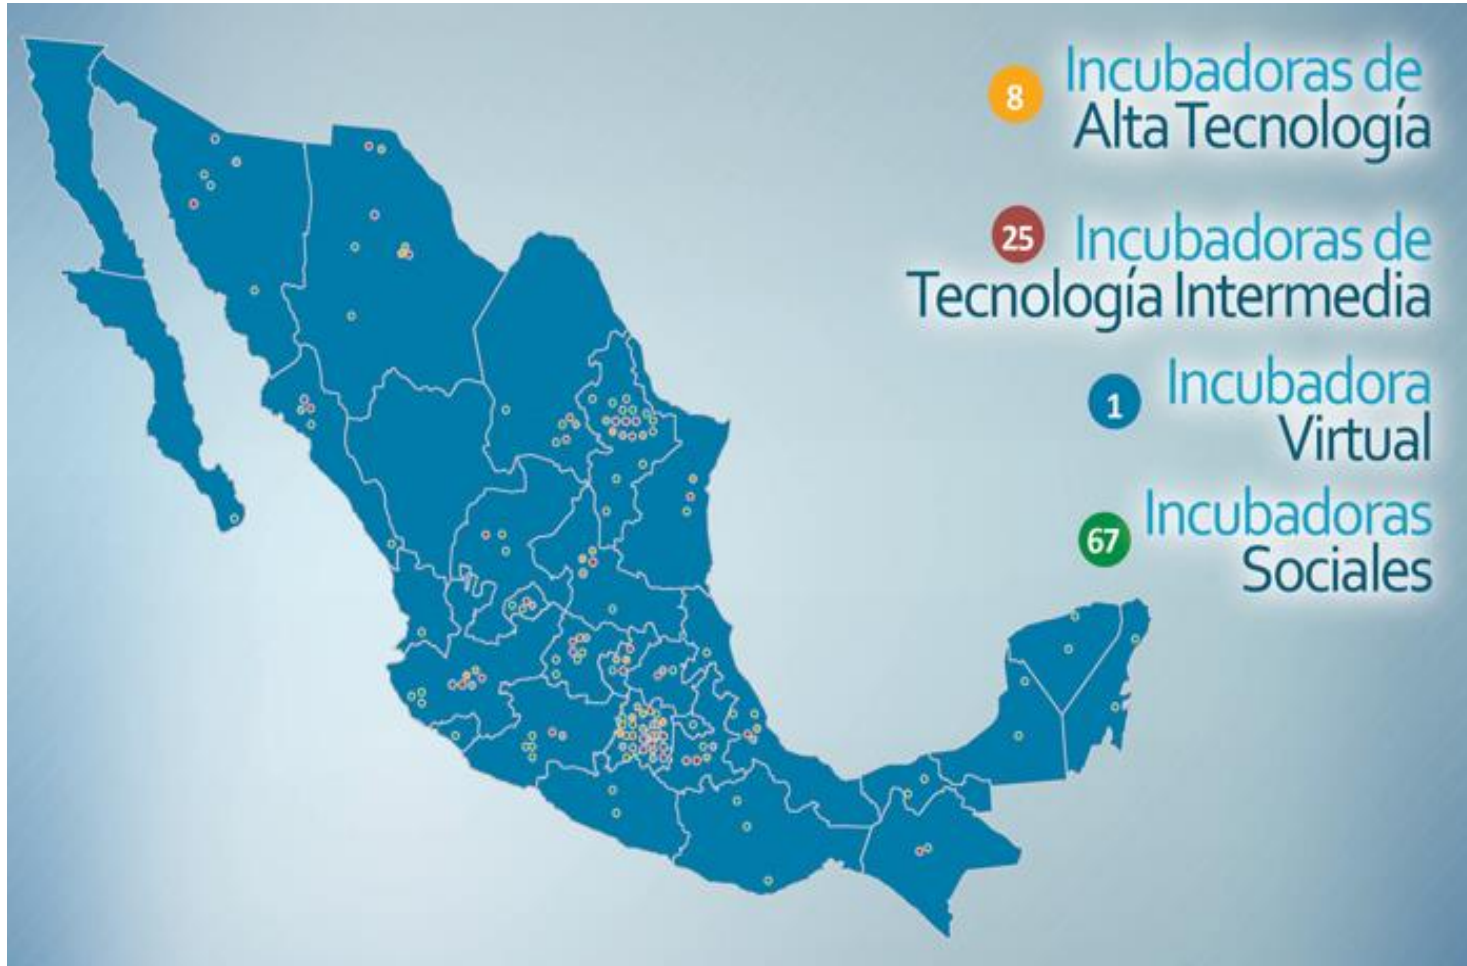 8
Incubadoras de
Alta Tecnología
25
Incubadoras de
Tecnología Intermedia
1
Incubadora
Virtual
67
Incubadoras
Sociales